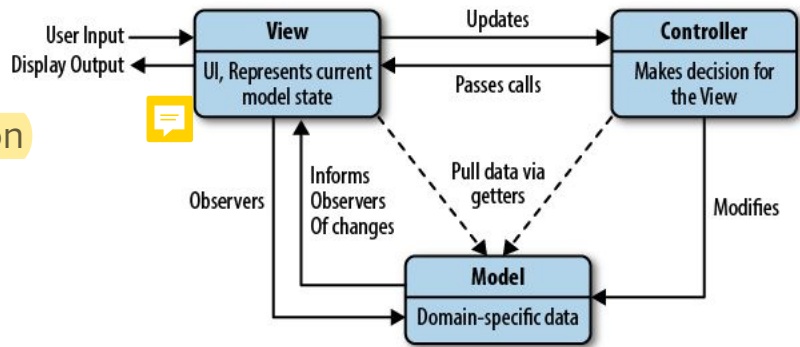 User Input
Display Output
View
UI, Represents current
model state
Updates
Passes calls
Controller
Makes decision for
the View
on
Observers
Informs
Observers
Of changes
Pull data via
getters
Modifies
Model
Domain-specific data